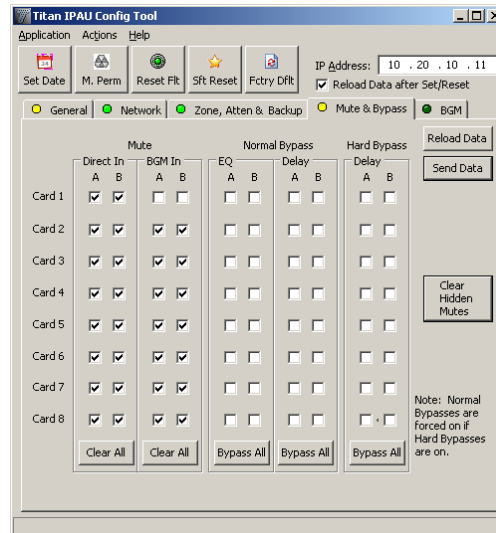 Titan IPAU Config Tool
Application Actions Help
Set Date M. Perm Reset Flt Sft Reset Fctry Dflt
IP Address: 10 . 20 . 10 . 11
Reload Data after Set/Reset
General Network Zone, Atten & Backup Mute & Bypass BGM
Reload Data
Send Data
Mute Normal Bypass Hard Bypass
Direct In BGM In EQ Delay Delay
A B A B A B A B A B
Card 1
Card 2
Card 3
Card 4
Card 5
Card 6
Card 7
Card 8
Clear All Clear All Bypass All Bypass All Bypass All
Clear
Hidden
Mutes
Note: Normal
Bypasses are
forced on if
Hard Bypasses
are on.